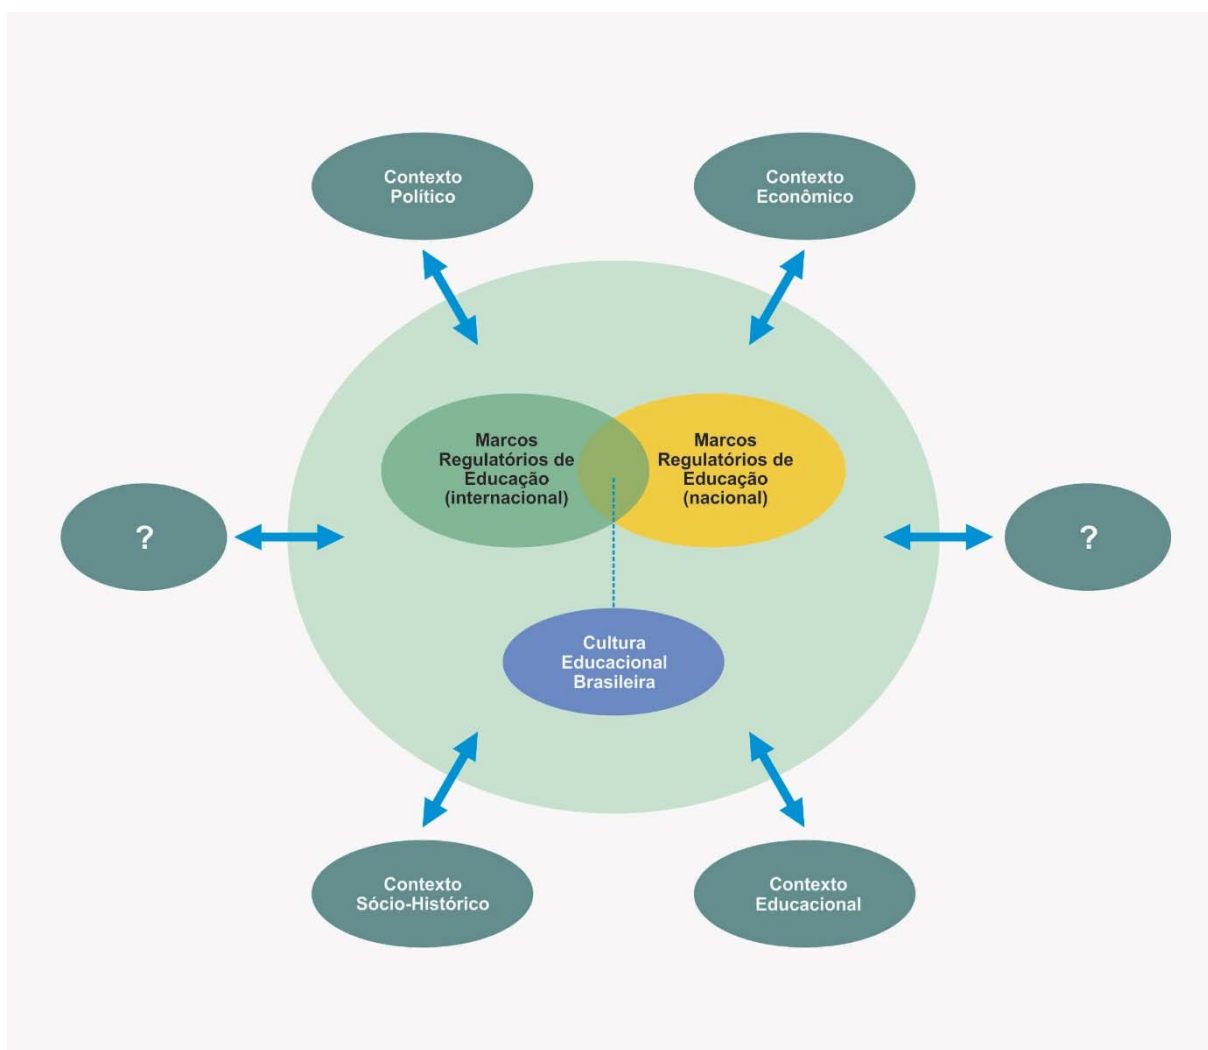 Contexto
Político
Contexto
Econômico
Marcos
Regulatórios de
Educação
(internacional)
Marcos
Regulatórios de
Educação
(nacional)
?
?
Cultura
Educacional
Brasileira
Contexto
Sócio-Histórico
Contexto
Educacional